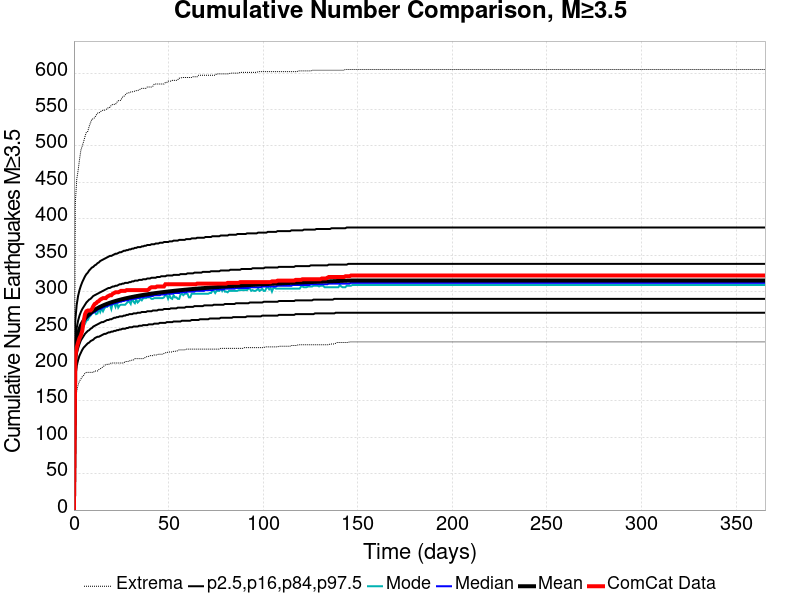 Cumulative Number Comparison, M≥3.5
Cumulative Num Earthquakes M≥3.5
600
550
500
450
400
350
300
250
200
150
100
50
0
0 50 100 150 200 250 300 350
Time (days)
Extrema p2.5,p16,p84,p97.5 Mode Median Mean ComCat Data